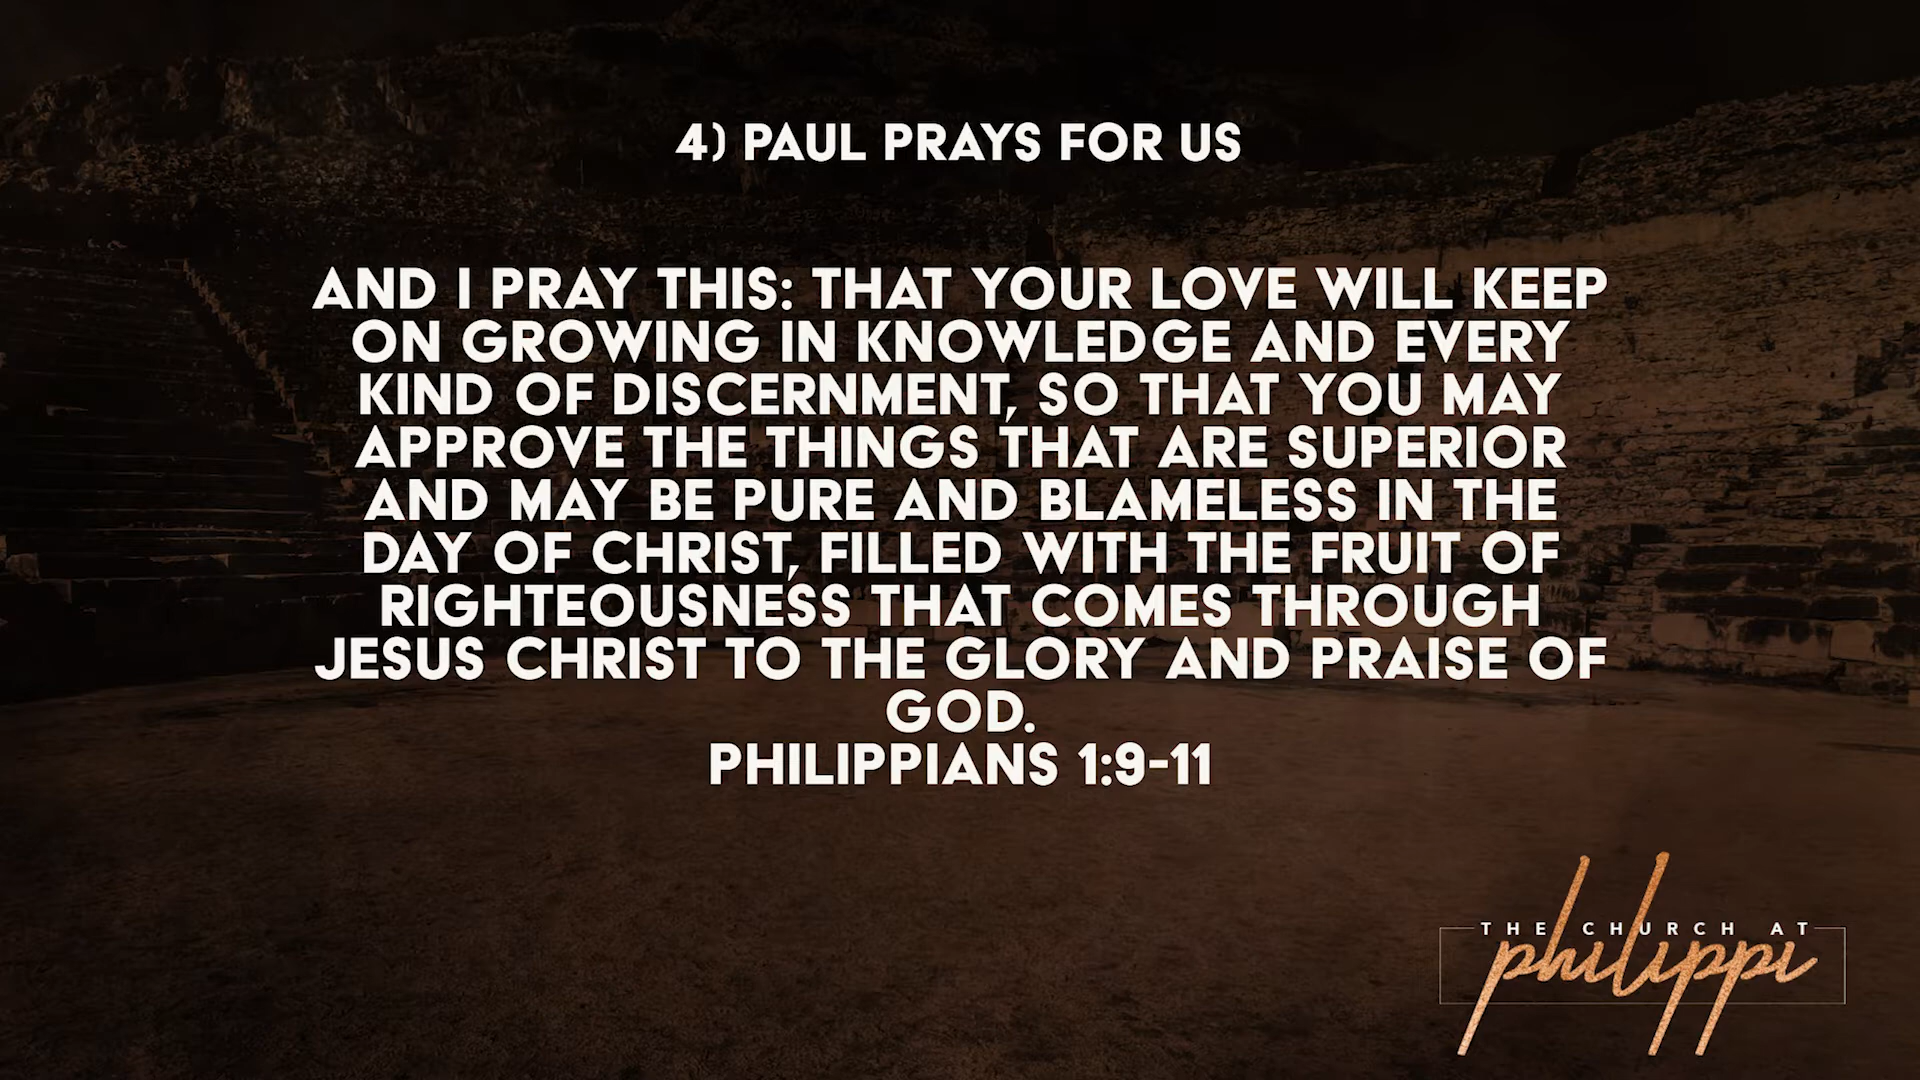 4) PAUL PRAYS FOR US
AND I PRAY THIS: THAT YOUR LOVE WILL KEEP
ON GROWING IN KNOWLEDGE AND EVERY
KIND OF DISCERNMENT, SO THAT YOU MAY
APPROVE THE THINGS THAT ARE SUPERIOR
AND MAY BE PURE AND BLAMELESS IN THE
DAY OF CHRIST, FILLED WITH THE FRUIT OF
RIGHTEOUSNESS THAT COMES THROUGH
JESUS CHRIST TO THE GLORY AND PRAISE OF
GOD.
PHILIPPIANS 1:9-11
THE CHURCH AT
philippi